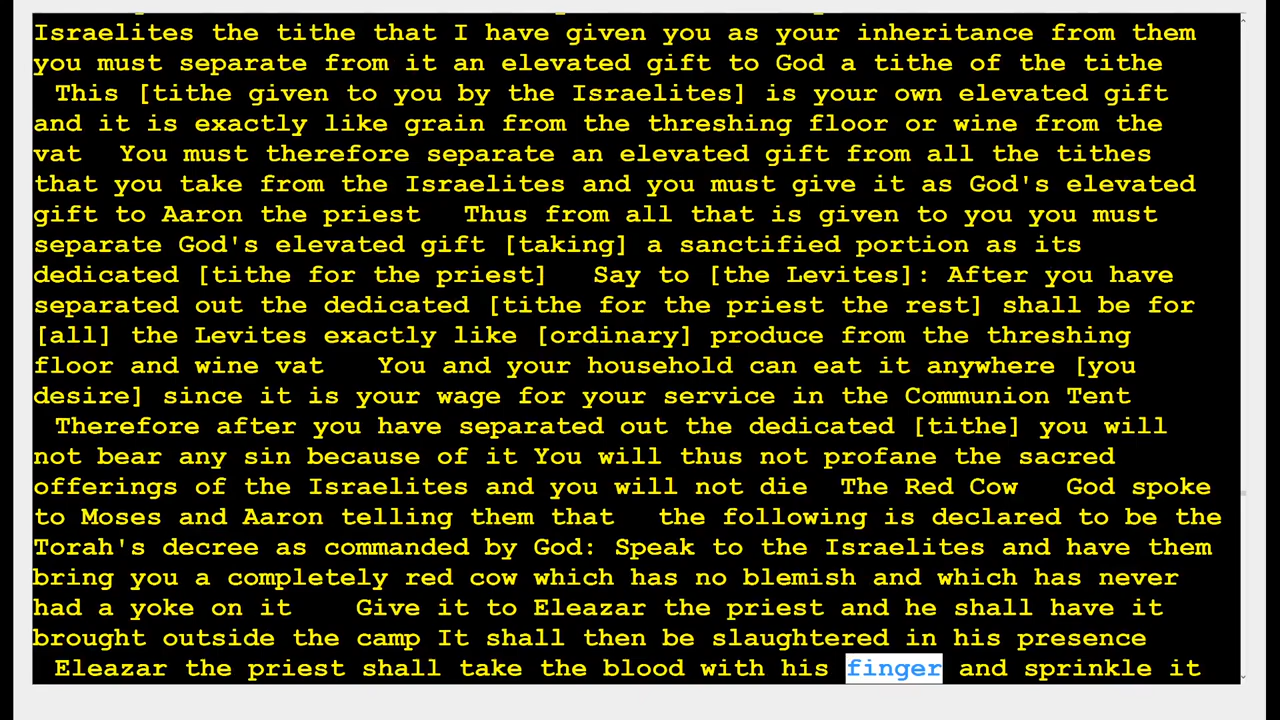 Israelites the tithe that I have given you as your inheritance from them
you must separate from it an elevated gift to God a tithe of the tithe
This [tithe given to you by the Israelites] is your own elevated gift
and it is exactly like grain from the threshing floor or wine from the
vat You must therefore separate an elevated gift from all the tithes
that you take from the Israelites and you must give it as God's elevated
gift to Aaron the priest Thus from all that is given to you you must
separate God's elevated gift [taking] a sanctified portion as its
dedicated [tithe for the priest] Say to [the Levites]: After you have
separated out the dedicated [tithe for the priest the rest] shall be for
[all] the Levites exactly like [ordinary] produce from the threshing
floor and wine vat You and your household can eat it anywhere [you
desire] since it is your wage for your service in the Communion Tent
Therefore after you have separated out the dedicated [tithe] you will
not bear any sin because of it You will thus not profane the sacred
offerings of the Israelites and you will not die The Red Cow God spoke
to Moses and Aaron telling them that the following is declared to be the
Torah's decree as commanded by God: Speak to the Israelites and have them
bring you a completely red cow which has no blemish and which has never
had a yoke on it Give it to Eleazar the priest and he shall have it
brought outside the camp It shall then be slaughtered in his presence
Eleazar the priest shall take the blood with his finger and sprinkle it